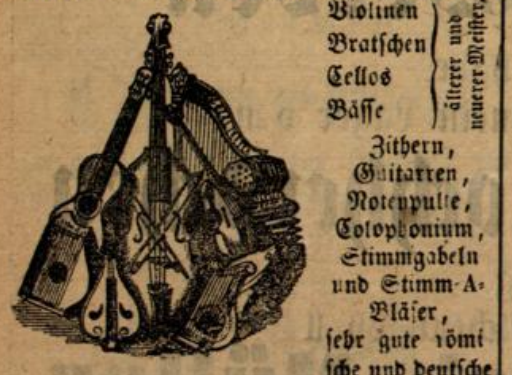 Violinen
Bratschen
Cellos
Bässe
älterer und
neuerer Meister,
Zithern,
Guitarren,
Notenpulte,
Colophonium,
Stimmgabeln
und Stimm-A-
Bläser,
sehr gute römi
sche und deutsche